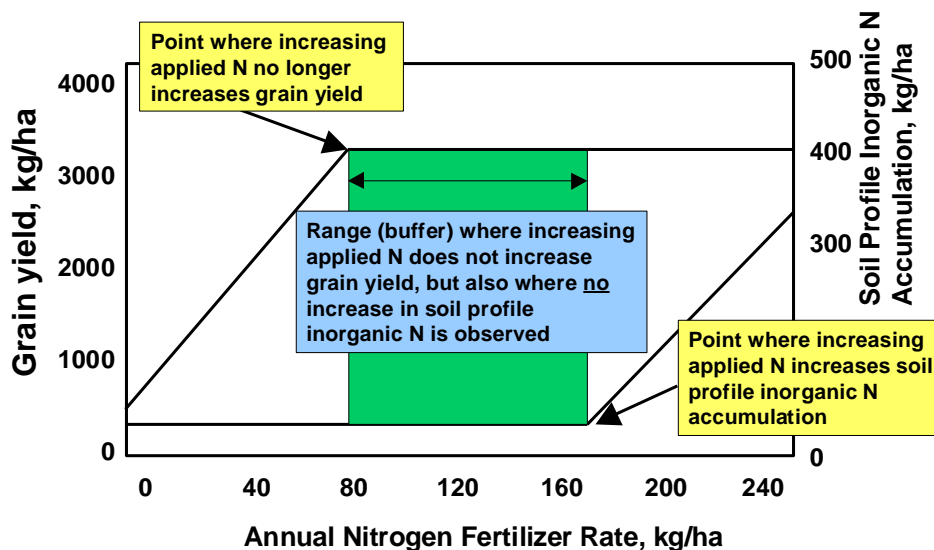 Point where increasing
applied N no longer
increases grain yield
Grain yield, kg/ha
4000
3000
2000
1000
0
500
400
300
0
Soil Profile Inorganic N
Accumulation, kg/ha
Range (buffer) where increasing
applied N does not increase
grain yield, but also where no
increase in soil profile
inorganic N is observed
Point where increasing
applied N increases soil
profile inorganic N
accumulation
0 40 80 120 160 200 240
Annual Nitrogen Fertilizer Rate, kg/ha